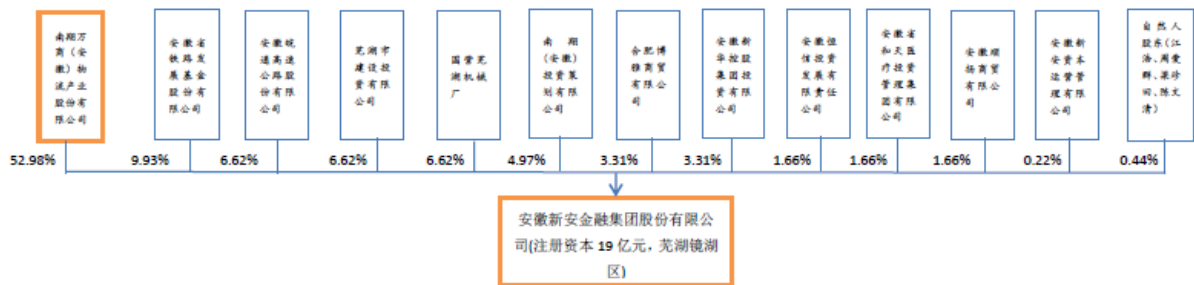 南翔万
商（安
徽）物
流产业
股份有
限公司
安徽省
铁路发
展基金
股份有
限公司
安徽皖
通高速
公路股
份有限
公司
芜湖市
建设投
资有限
公司
国营芜
湖机械
厂
南翔
（安徽）
投资策
划有限
公司
合肥博
雅商贸
有限公
司
安徽新
华控股
集团投
资有限
公司
安徽恒
信投资
发展有
限责任
公司
安徽省
和天医
疗投资
管理集
团有限
公司
安徽顺
扬商贸
有限公
司
安徽新
安资本
运营管
理有限
公司
自然人
股东（江
浩、周爱
群、梁珍
田、陈文
清）
52.98%
9.93%
6.62%
6.62%
6.62%
4.97%
3.31%
3.31%
1.66%
1.66%
1.66%
0.22%
0.44%
安徽新安金融集团股份有限公
司(注册资本 19 亿元，芜湖镜湖
区)